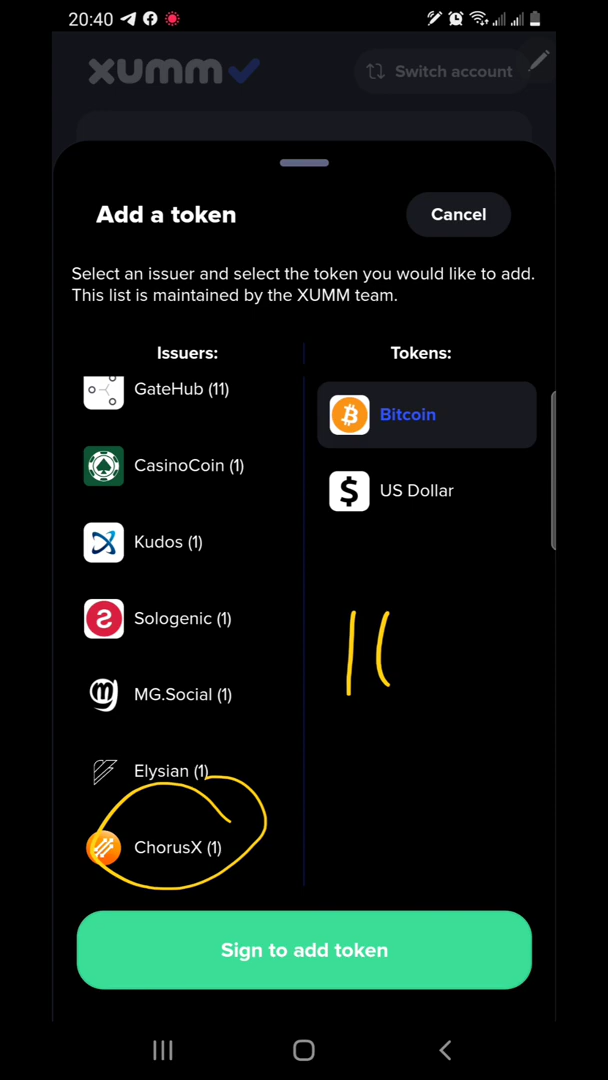 20:40
xumm
Switch account
Add a token
Cancel
Select an issuer and select the token you would like to add.
This list is maintained by the XUMM team.
Issuers:
Tokens:
GateHub (11)
Bitcoin
CasinoCoin (1)
US Dollar
Kudos (1)
Sologenic (1)
MG.Social (1)
Elysian (1)
ChorusX (1)
Sign to add token